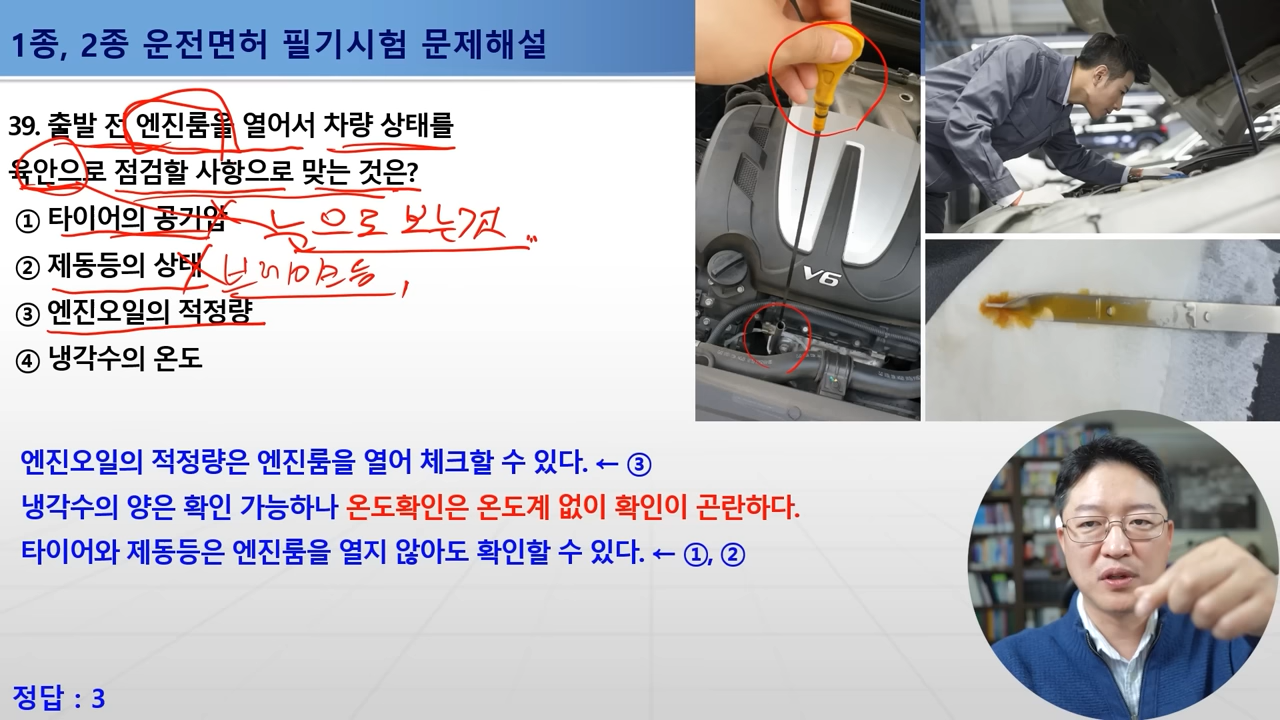 1종, 2종 운전면허 필기시험 문제해설
39. 출발 전 엔진룸을 열어서 차량 상태를
육안으로 점검할 사항으로 맞는 것은?
① 타이어의 공기압
눈으로 보는것
② 제동등의 상태
브레이크등,
③ 엔진오일의 적정량
④ 냉각수의 온도
V6
엔진오일의 적정량은 엔진룸을 열어 체크할 수 있다. ← ③
냉각수의 양은 확인 가능하나 온도확인은 온도계 없이 확인이 곤란하다.
타이어와 제동등은 엔진룸을 열지 않아도 확인할 수 있다. ← ①, ②
정답 : 3